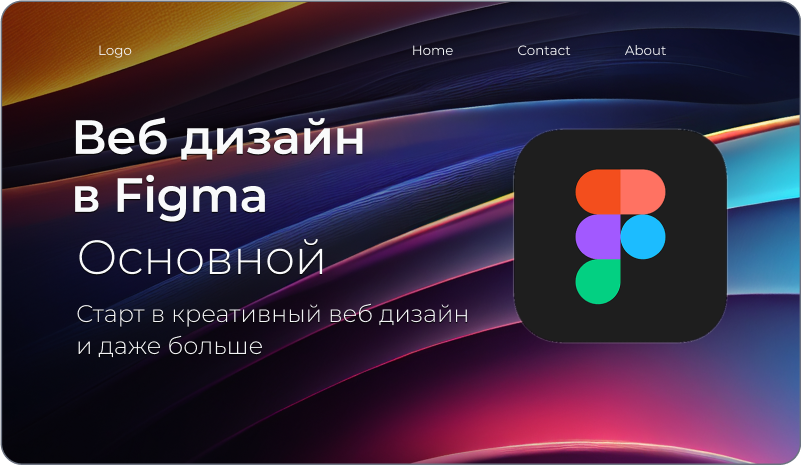 Logo Home Contact About
Веб дизайн
в Figma
Основной
Старт в креативный веб дизайн
и даже больше